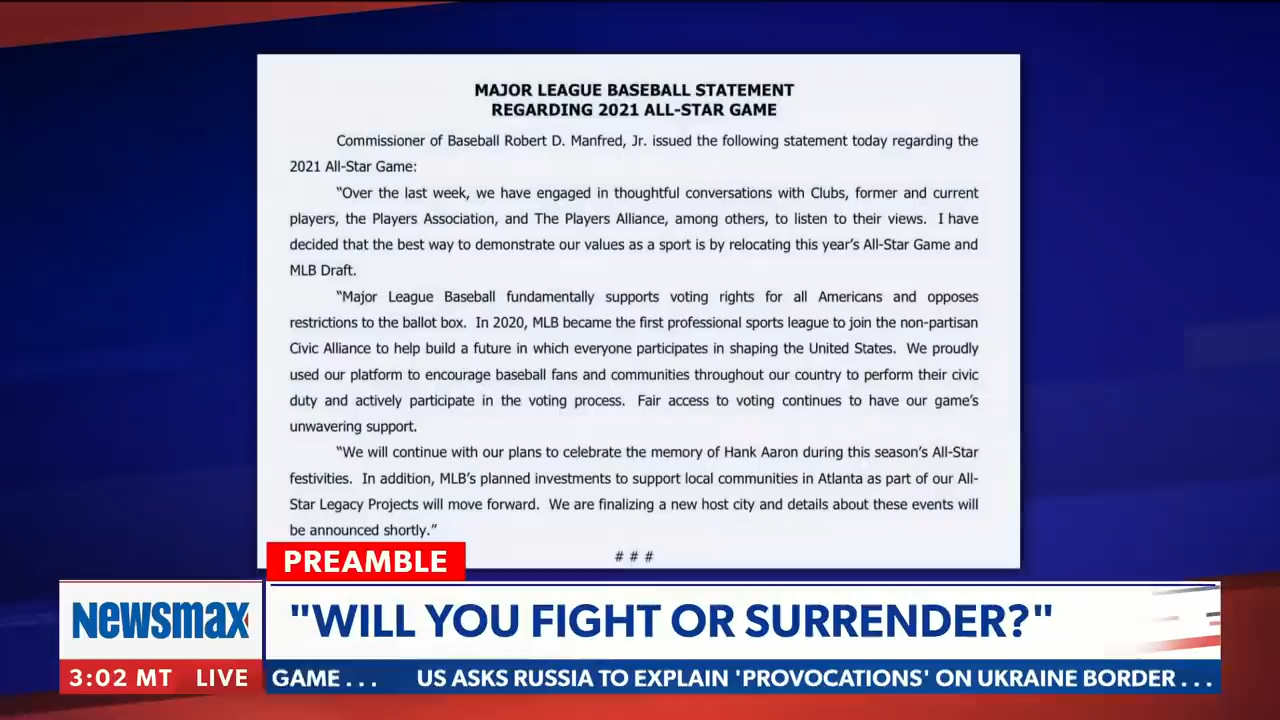 MAJOR LEAGUE BASEBALL STATEMENT
REGARDING 2021 ALL-STAR GAME
Commissioner of Baseball Robert D. Manfred, Jr. issued the following statement today regarding the
2021 All-Star Game:
“Over the last week, we have engaged in thoughtful conversations with Clubs, former and current
players, the Players Association, and The Players Alliance, among others, to listen to their views. I have
decided that the best way to demonstrate our values as a sport is by relocating this year’s All-Star Game and
MLB Draft.
“Major League Baseball fundamentally supports voting rights for all Americans and opposes
restrictions to the ballot box. In 2020, MLB became the first professional sports league to join the non-partisan
Civic Alliance to help build a future in which everyone participates in shaping the United States. We proudly
used our platform to encourage baseball fans and communities throughout our country to perform their civic
duty and actively participate in the voting process. Fair access to voting continues to have our game’s
unwavering support.
“We will continue with our plans to celebrate the memory of Hank Aaron during this season’s All-Star
festivities. In addition, MLB’s planned investments to support local communities in Atlanta as part of our All-
Star Legacy Projects will move forward. We are finalizing a new host city and details about these events will
be announced shortly.”
# # #
PREAMBLE
NEWSMAX
"WILL YOU FIGHT OR SURRENDER?"
3:02 MT LIVE
GAME . . . US ASKS RUSSIA TO EXPLAIN 'PROVOCATIONS' ON UKRAINE BORDER . . .